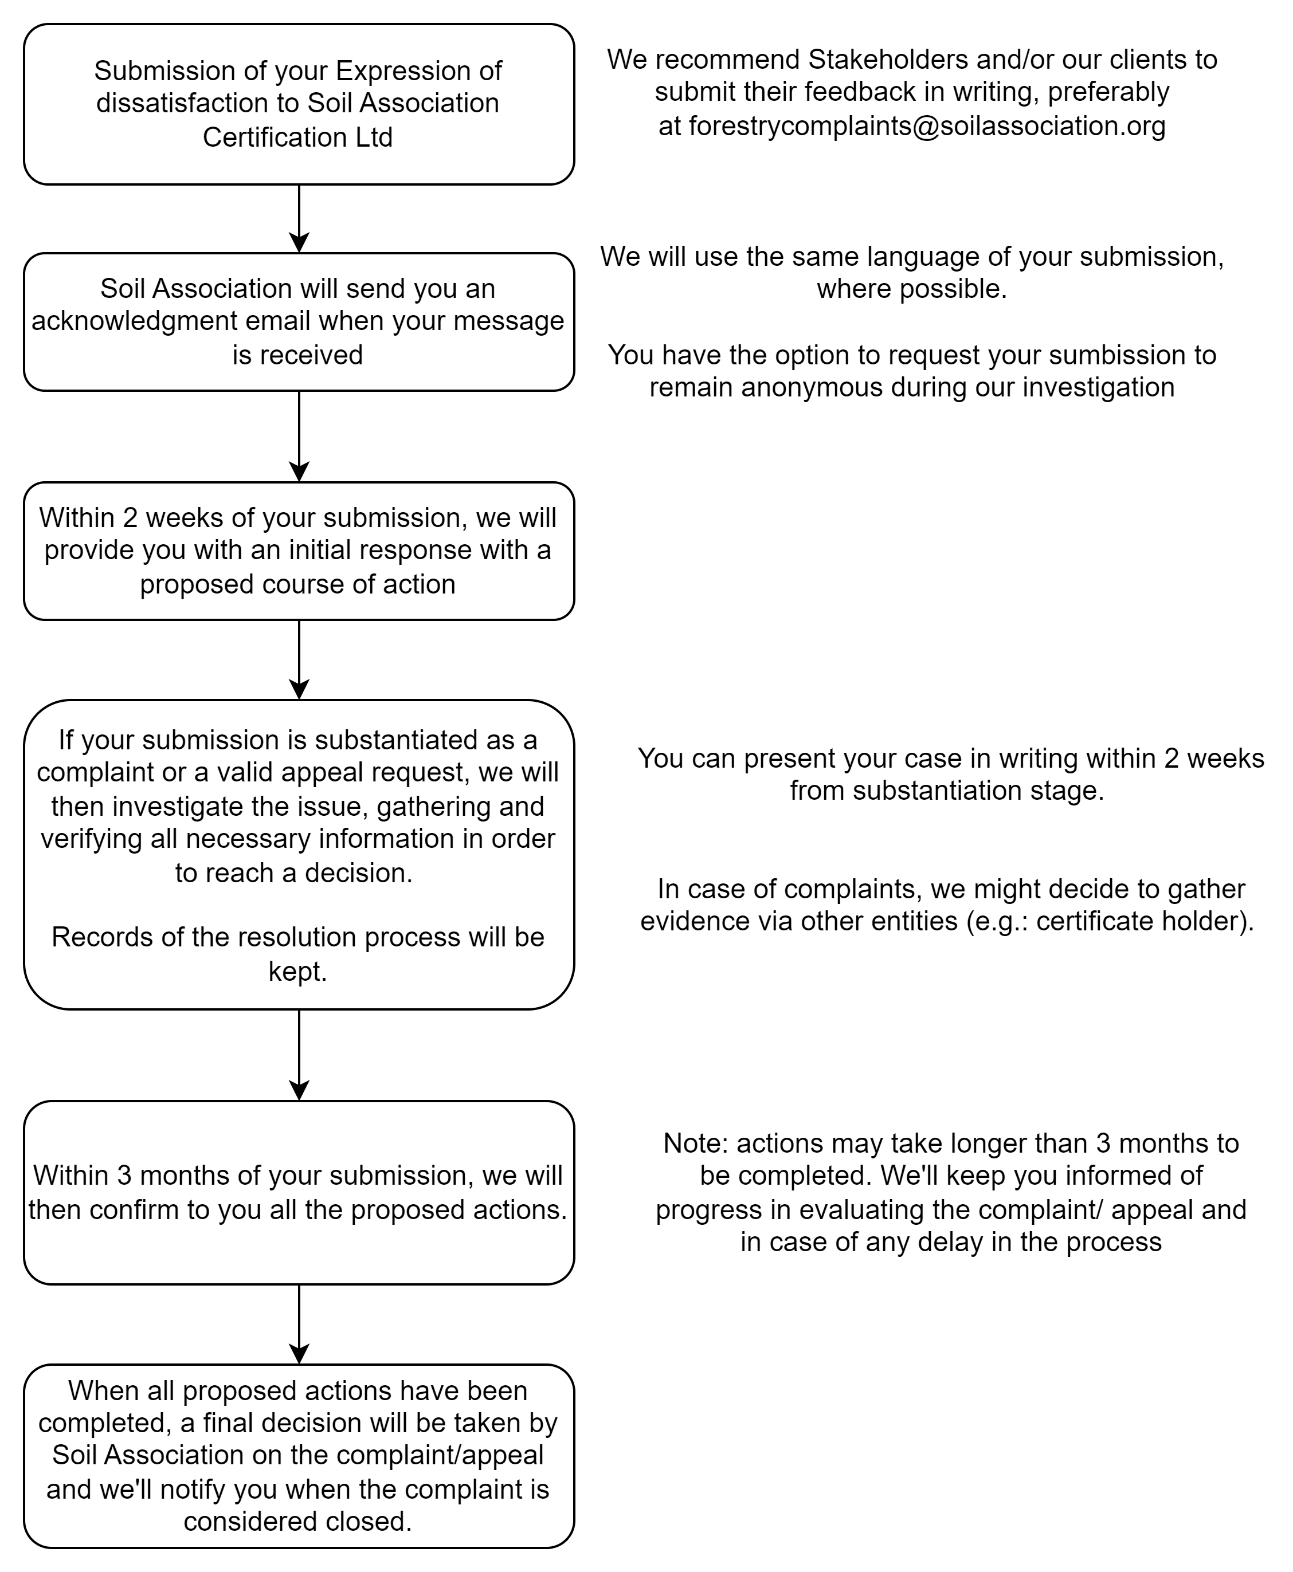 Submission of your Expression of
dissatisfaction to Soil Association
Certification Ltd
We recommend Stakeholders and/or our clients to
submit their feedback in writing, preferably
at forestrycomplaints@soilassociation.org
Soil Association will send you an
acknowledgment email when your message
is received
We will use the same language of your submission,
where possible.
You have the option to request your sumbission to
remain anonymous during our investigation
Within 2 weeks of your submission, we will
provide you with an initial response with a
proposed course of action
If your submission is substantiated as a
complaint or a valid appeal request, we will
then investigate the issue, gathering and
verifying all necessary information in order
to reach a decision.
Records of the resolution process will be
kept.
You can present your case in writing within 2 weeks
from substantiation stage.
In case of complaints, we might decide to gather
evidence via other entities (e.g.: certificate holder).
Within 3 months of your submission, we will
then confirm to you all the proposed actions.
Note: actions may take longer than 3 months to
be completed. We'll keep you informed of
progress in evaluating the complaint/ appeal and
in case of any delay in the process
When all proposed actions have been
completed, a final decision will be taken by
Soil Association on the complaint/appeal
and we'll notify you when the complaint is
considered closed.